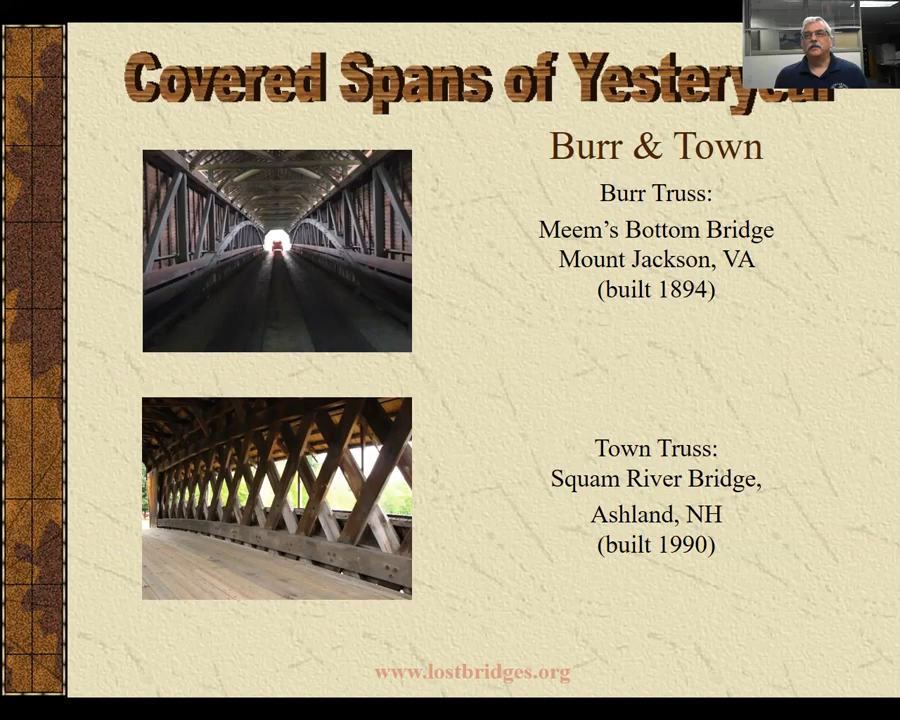 Covered Spans of Yesteryear
Burr & Town
Burr Truss:
Meem's Bottom Bridge
Mount Jackson, VA
(built 1894)
Town Truss:
Squam River Bridge,
Ashland, NH
(built 1990)
www.lostbridges.org